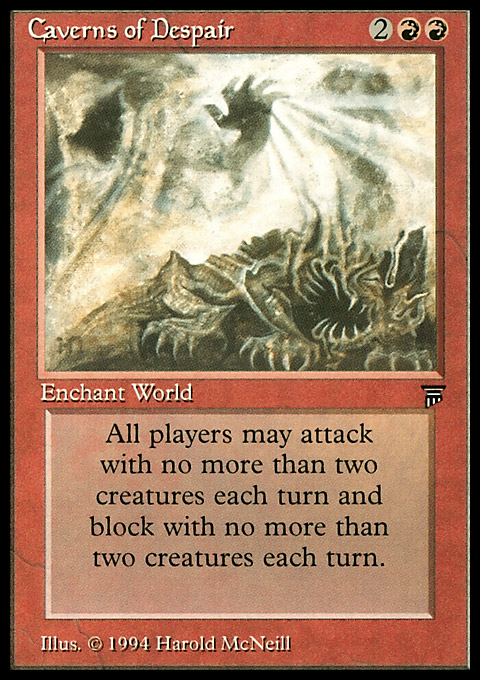 Caverns of Despair 2
Enchant World
All players may attack
with no more than two
creatures each turn and
block with no more than
two creatures each turn.
Illus. © 1994 Harold McNeill